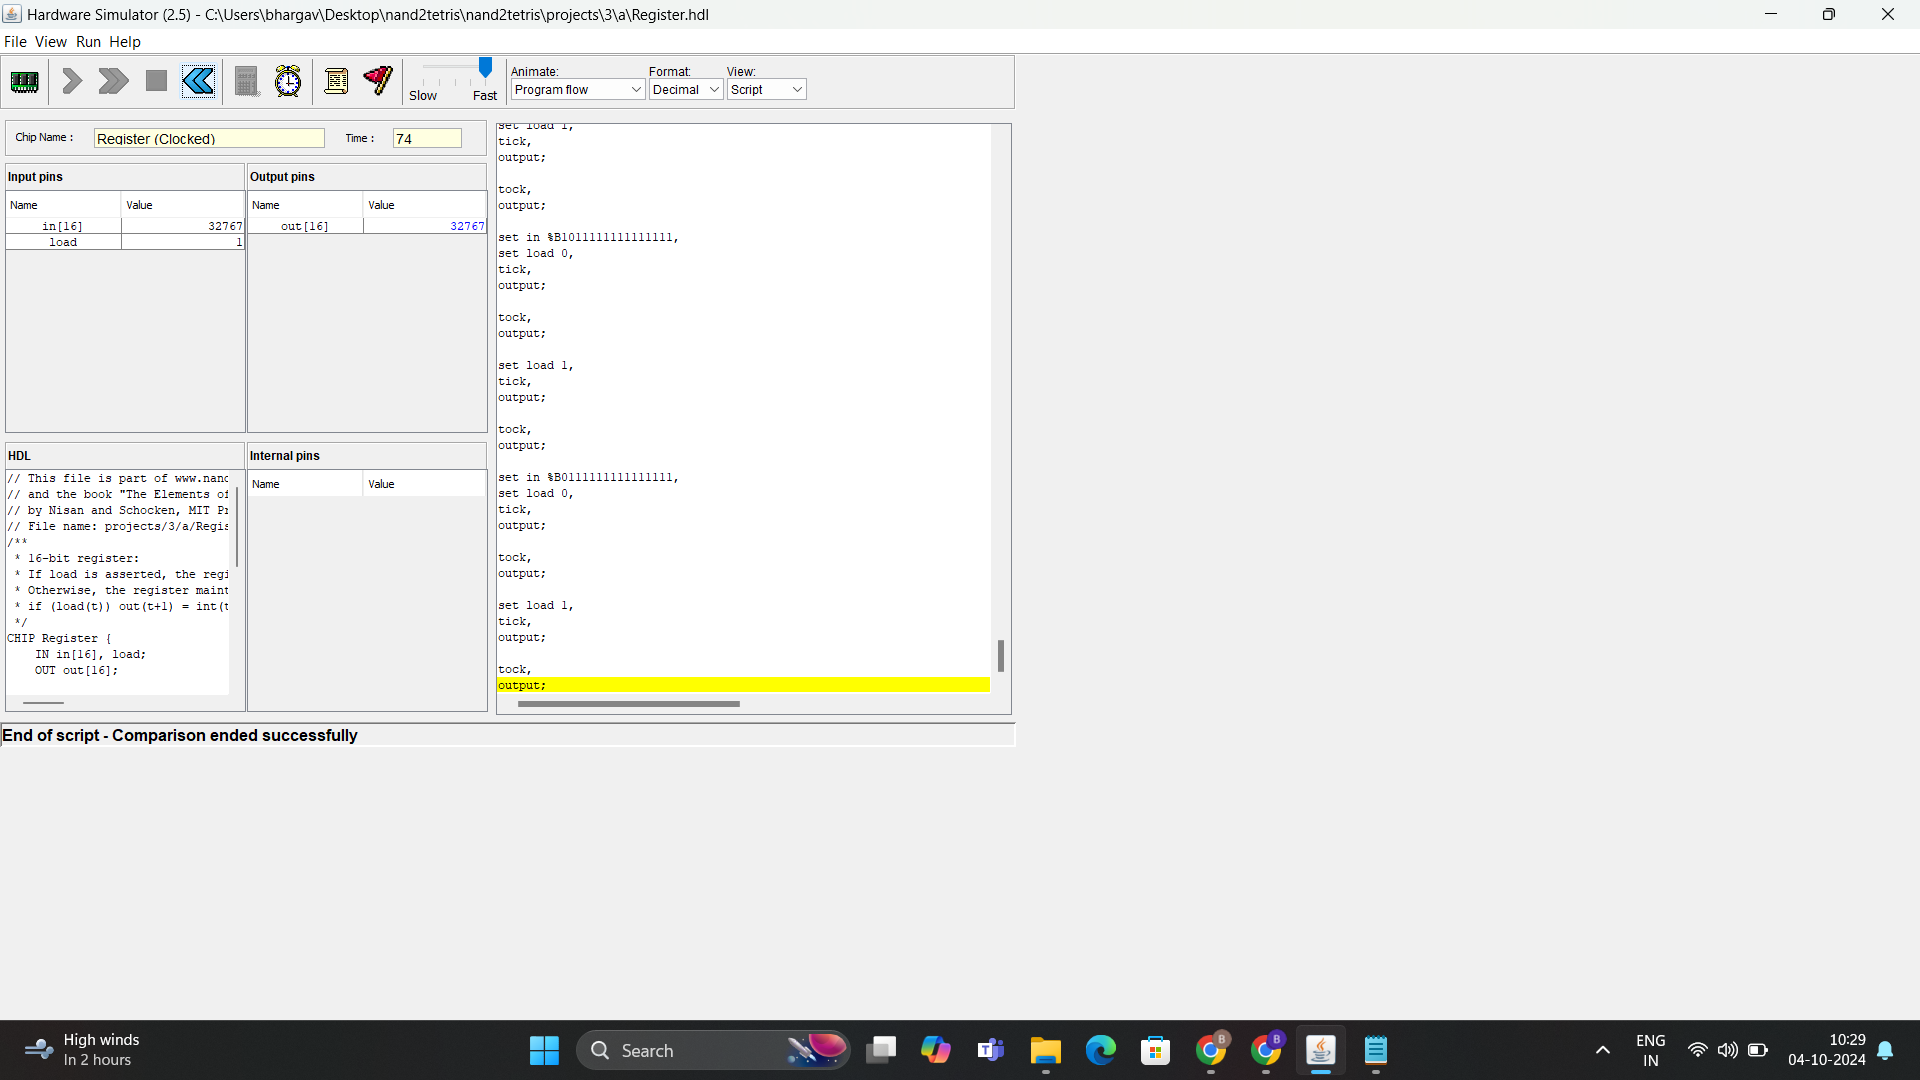 Hardware Simulator (2.5) - C:\Users\bhargav\Desktop\nand2tetris\nand2tetris\projects\3\a\Register.hdl
File View Run Help
Slow Fast
Animate: Format: View:
Program flow Decimal Script
Chip Name : Register (Clocked) Time : 74
Input pins
Name Value
in[16] 32767
load 1
Output pins
Name Value
out[16] 32767
HDL
// This file is part of www.nand
// and the book "The Elements of
// by Nisan and Schocken, MIT Pr
// File name: projects/3/a/Regis
/**
* 16-bit register:
* If load is asserted, the regi
* Otherwise, the register maint
* if (load(t)) out(t+1) = int(t
*/
CHIP Register {
IN in[16], load;
OUT out[16];
Internal pins
Name Value
set load 1,
tick,
output;
tock,
output;
set in %B1011111111111111,
set load 0,
tick,
output;
tock,
output;
set load 1,
tick,
output;
tock,
output;
set in %B0111111111111111,
set load 0,
tick,
output;
tock,
output;
set load 1,
tick,
output;
tock,
output;
End of script - Comparison ended successfully
High winds
In 2 hours
Search
B
B
ENG
IN
10:29
04-10-2024